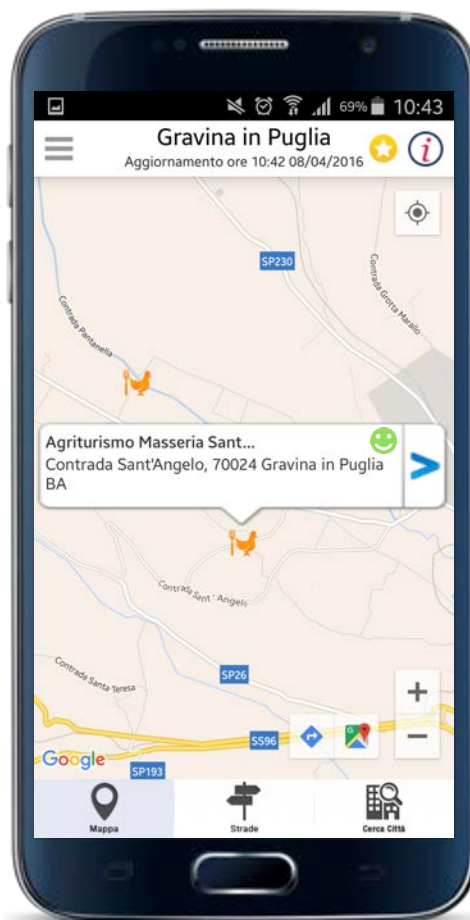 69% 10:43
Gravina in Puglia
Aggiornamento ore 10:42 08/04/2016
i
SP230
Contrada Grotta Marallo
Contrada Pantanella
Agriturismo Masseria Sant...
Contrada Sant'Angelo, 70024 Gravina in Puglia
BA
Contrada Sant' Angelo
Contrada Santa Teresa
SP26
+
SS96
G
−
Google
SP193
Mappa
Strade
Cerca Città